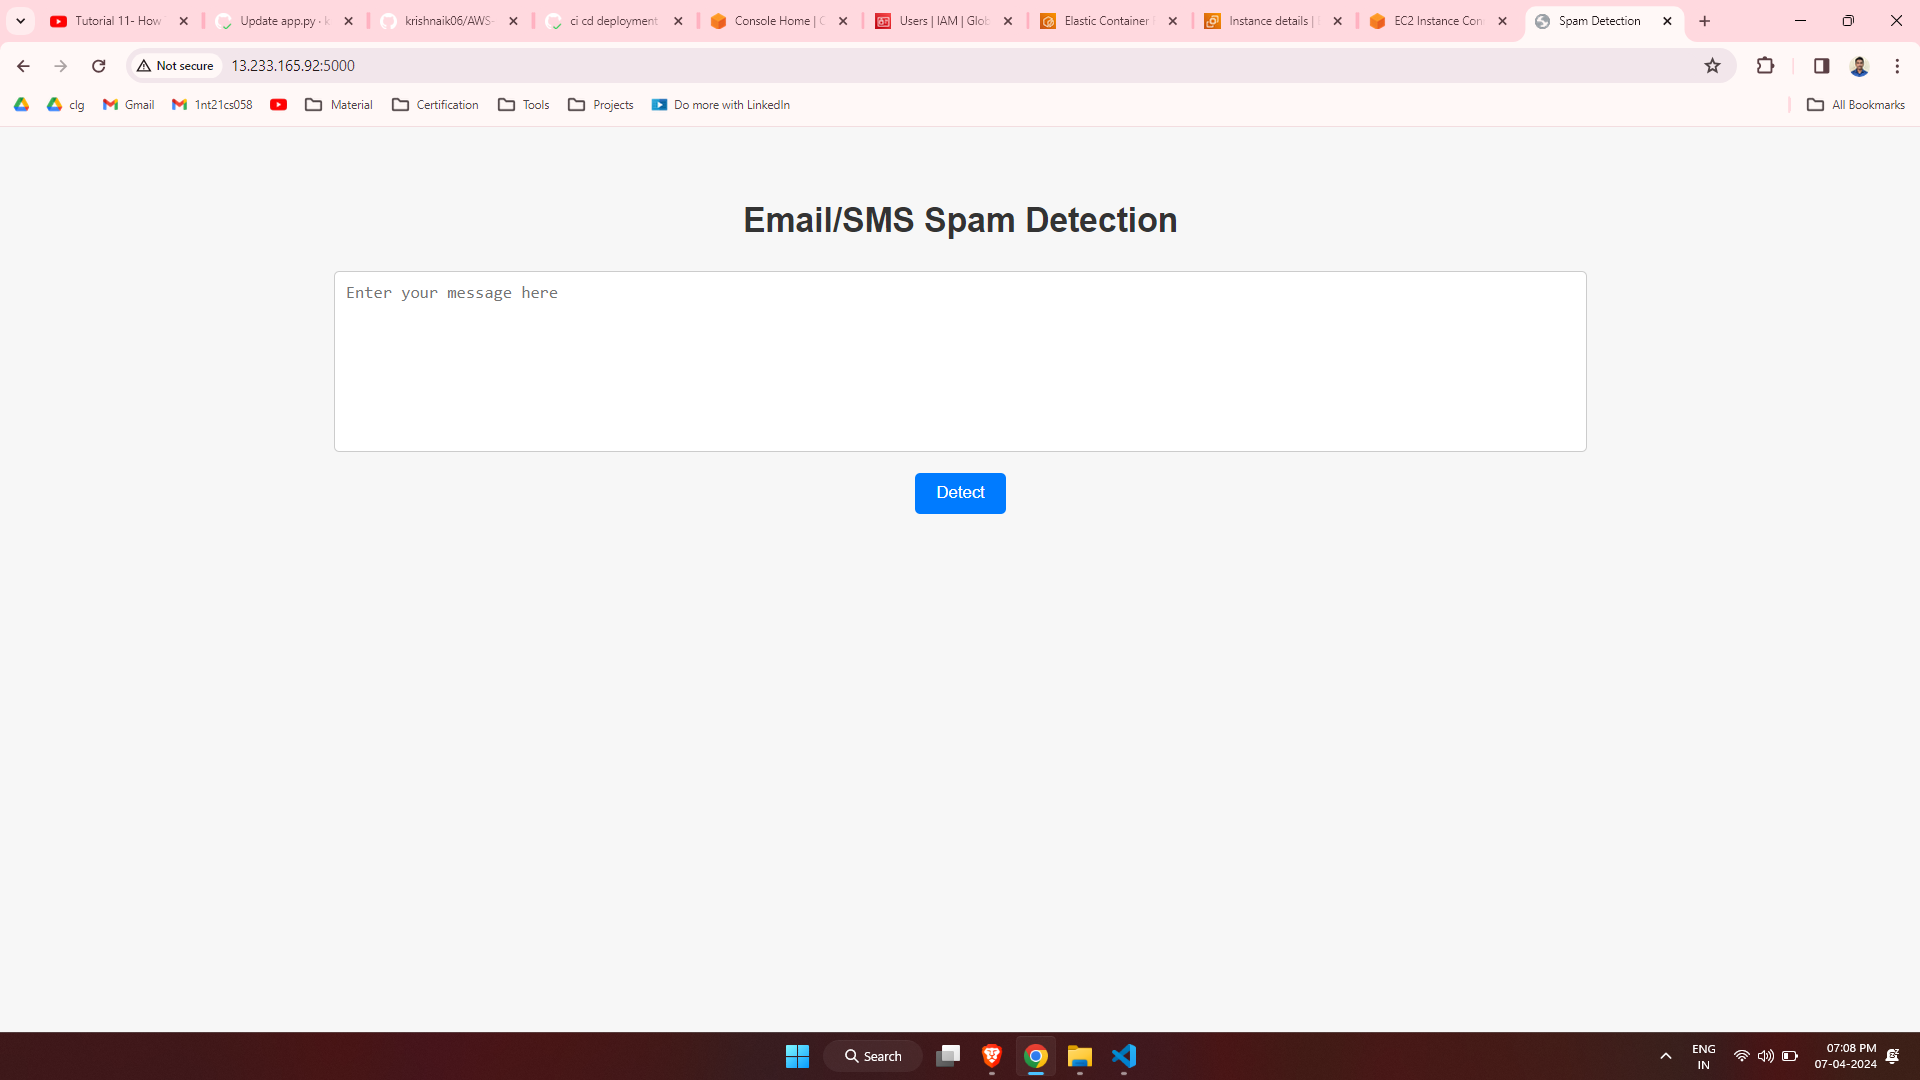 Tutorial 11- How
Update app.py · k
krishnaik06/AWS-
ci cd deployment
Console Home | C
Users | IAM | Glob
Elastic Container
Instance details |
EC2 Instance Con
Spam Detection
Not secure
13.233.165.92:5000
clg
Gmail
1nt21cs058
Material
Certification
Tools
Projects
Do more with LinkedIn
All Bookmarks
Email/SMS Spam Detection
Enter your message here
Detect
Search
ENG
IN
07:08 PM
07-04-2024